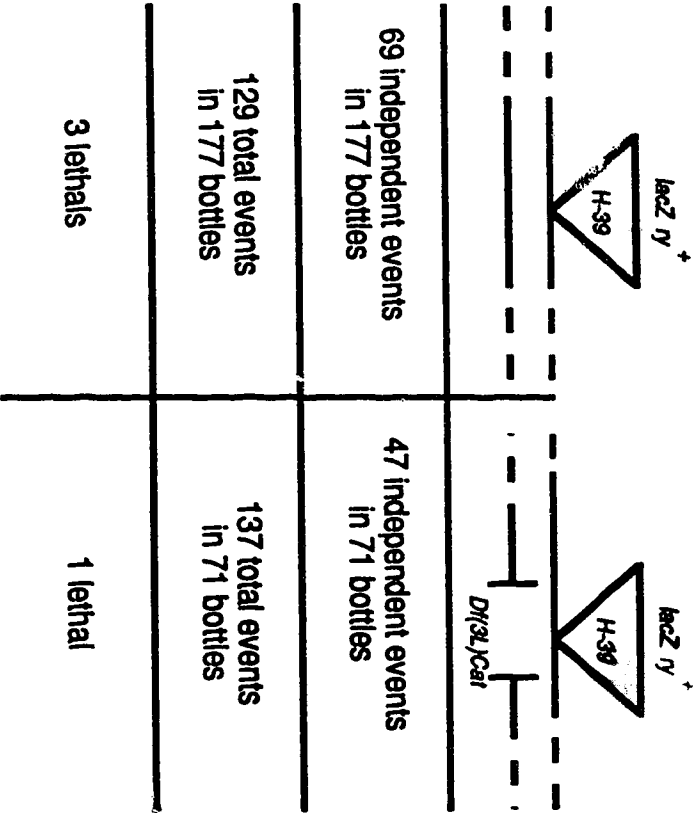 lacZ ry+
H-39
69 independent events
in 177 bottles
129 total events
in 177 bottles
3 lethals
lacZ ry+
H-39
Df(3L)Cat
47 independent events
in 71 bottles
137 total events
in 71 bottles
1 lethal